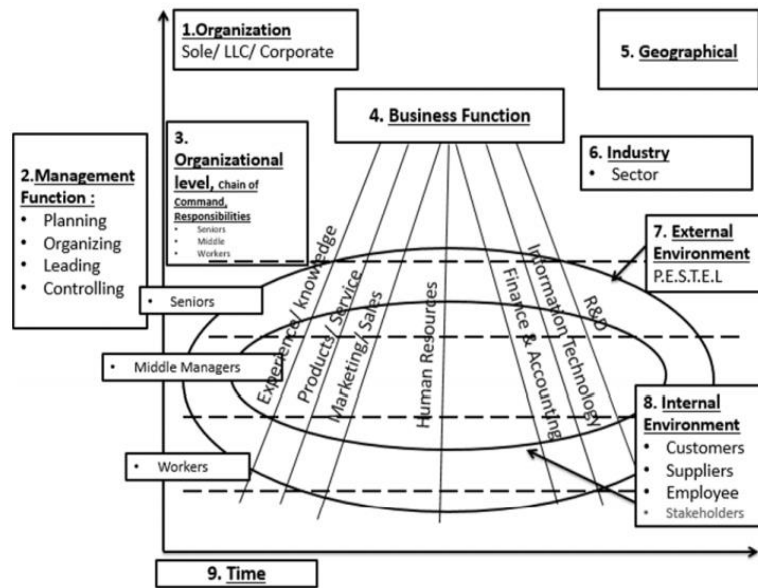 1.Organization
Sole/ LLC/ Corporate
5. Geographical
4. Business Function
3.
Organizational
level, Chain of
Command,
Responsibilities
• Seniors
• Middle
• Workers
2.Management
Function :
• Planning
• Organizing
• Leading
• Controlling
6. Industry
• Sector
7. External
Environment
P.E.S.T.E.L
• Seniors
• Middle Managers
• Workers
Experience/ knowledge
Products/ Service
Marketing/ Sales
Human Resources
Finance & Accounting
Information Technology
R&D
8. Internal
Environment
• Customers
• Suppliers
• Employee
• Stakeholders
9. Time